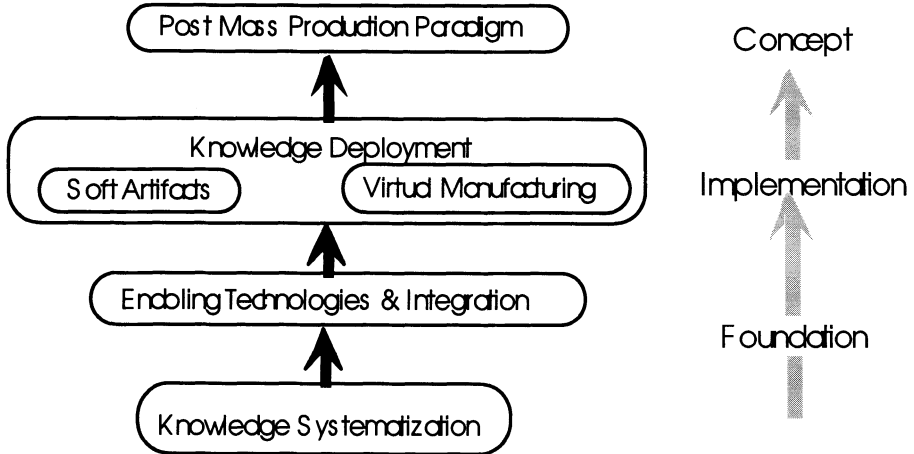 Post Mass Production Paradigm
Knowledge Deployment
Soft Artifacts
Virtual Manufacturing
Enabling Technologies & Integration
Knowledge Systematization
Concept
Implementation
Foundation